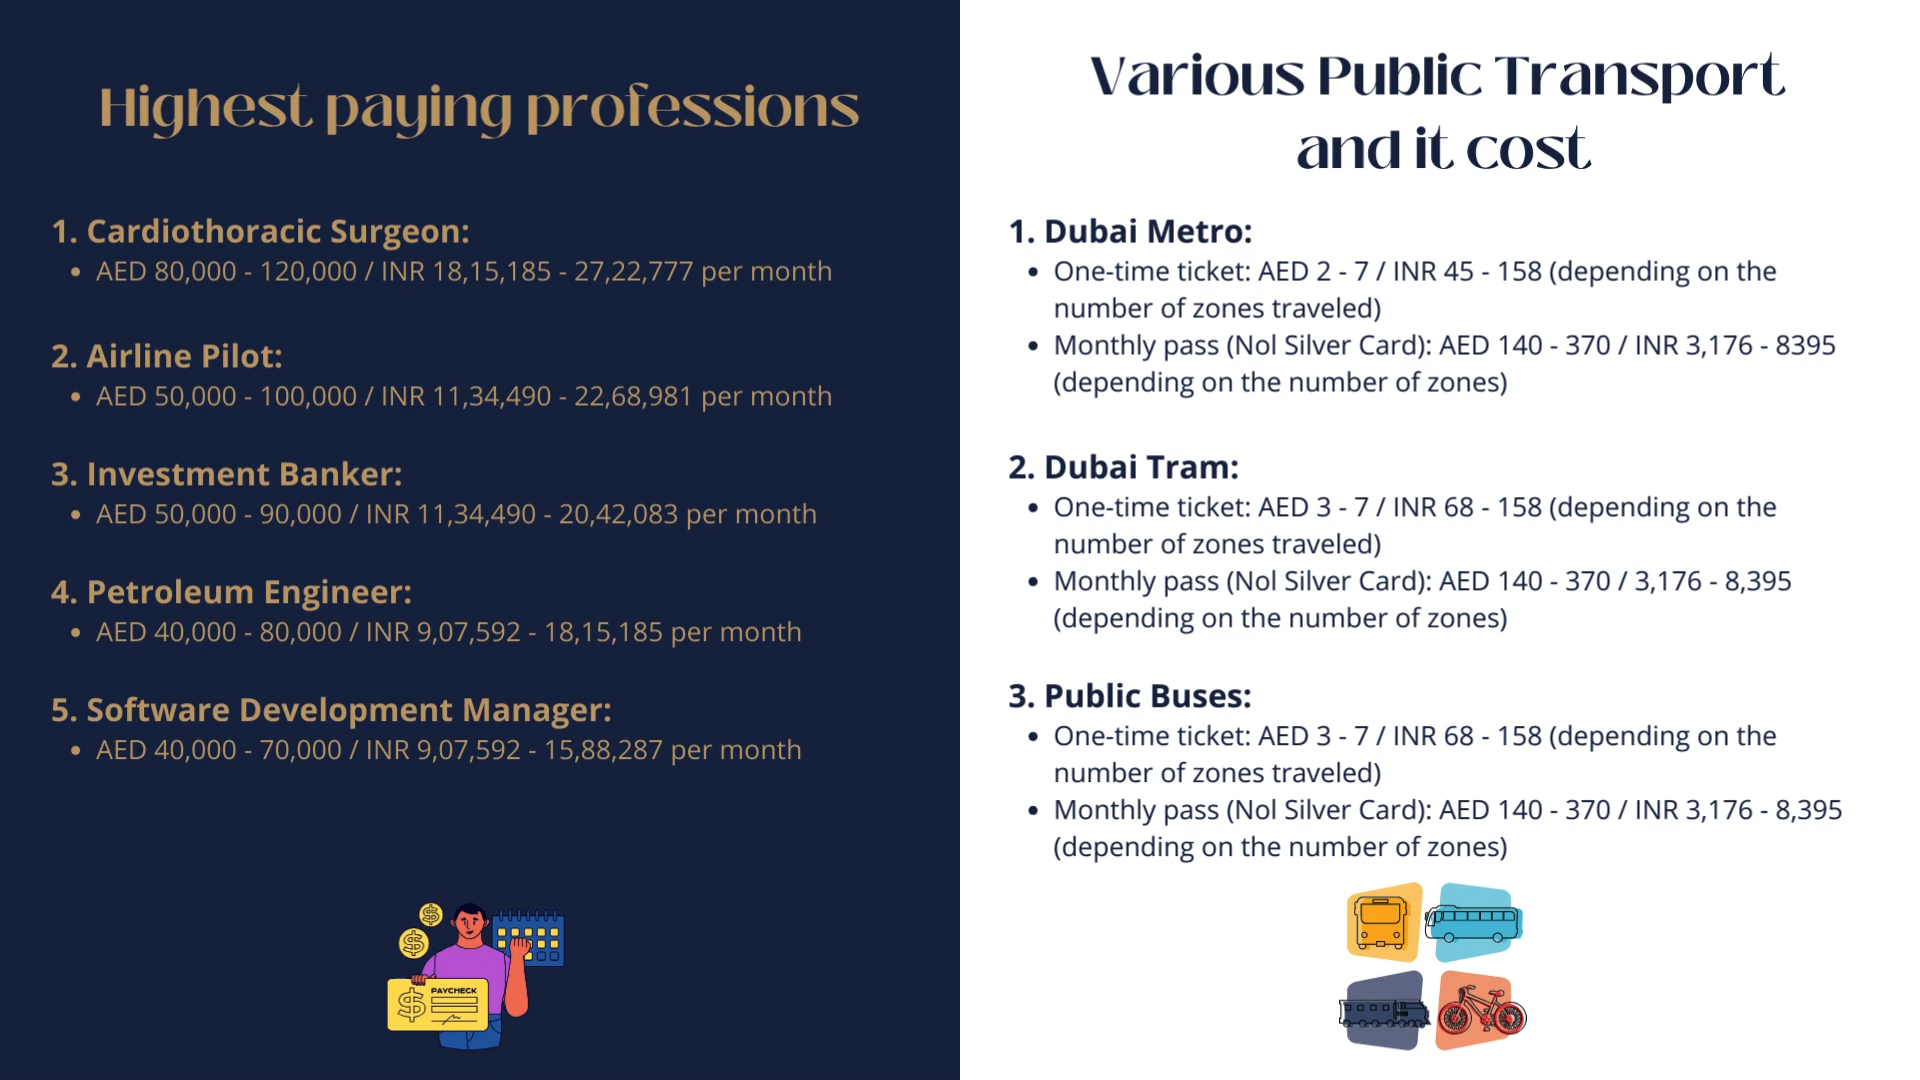 Highest paying professions
1. Cardiothoracic Surgeon:
• AED 80,000 - 120,000 / INR 18,15,185 - 27,22,777 per month
2. Airline Pilot:
• AED 50,000 - 100,000 / INR 11,34,490 - 22,68,981 per month
3. Investment Banker:
• AED 50,000 - 90,000 / INR 11,34,490 - 20,42,083 per month
4. Petroleum Engineer:
• AED 40,000 - 80,000 / INR 9,07,592 - 18,15,185 per month
5. Software Development Manager:
• AED 40,000 - 70,000 / INR 9,07,592 - 15,88,287 per month
PAYCHECK
Various Public Transport
and it cost
1. Dubai Metro:
• One-time ticket: AED 2 - 7 / INR 45 - 158 (depending on the
number of zones traveled)
• Monthly pass (Nol Silver Card): AED 140 - 370 / INR 3,176 - 8395
(depending on the number of zones)
2. Dubai Tram:
• One-time ticket: AED 3 - 7 / INR 68 - 158 (depending on the
number of zones traveled)
• Monthly pass (Nol Silver Card): AED 140 - 370 / 3,176 - 8,395
(depending on the number of zones)
3. Public Buses:
• One-time ticket: AED 3 - 7 / INR 68 - 158 (depending on the
number of zones traveled)
• Monthly pass (Nol Silver Card): AED 140 - 370 / INR 3,176 - 8,395
(depending on the number of zones)